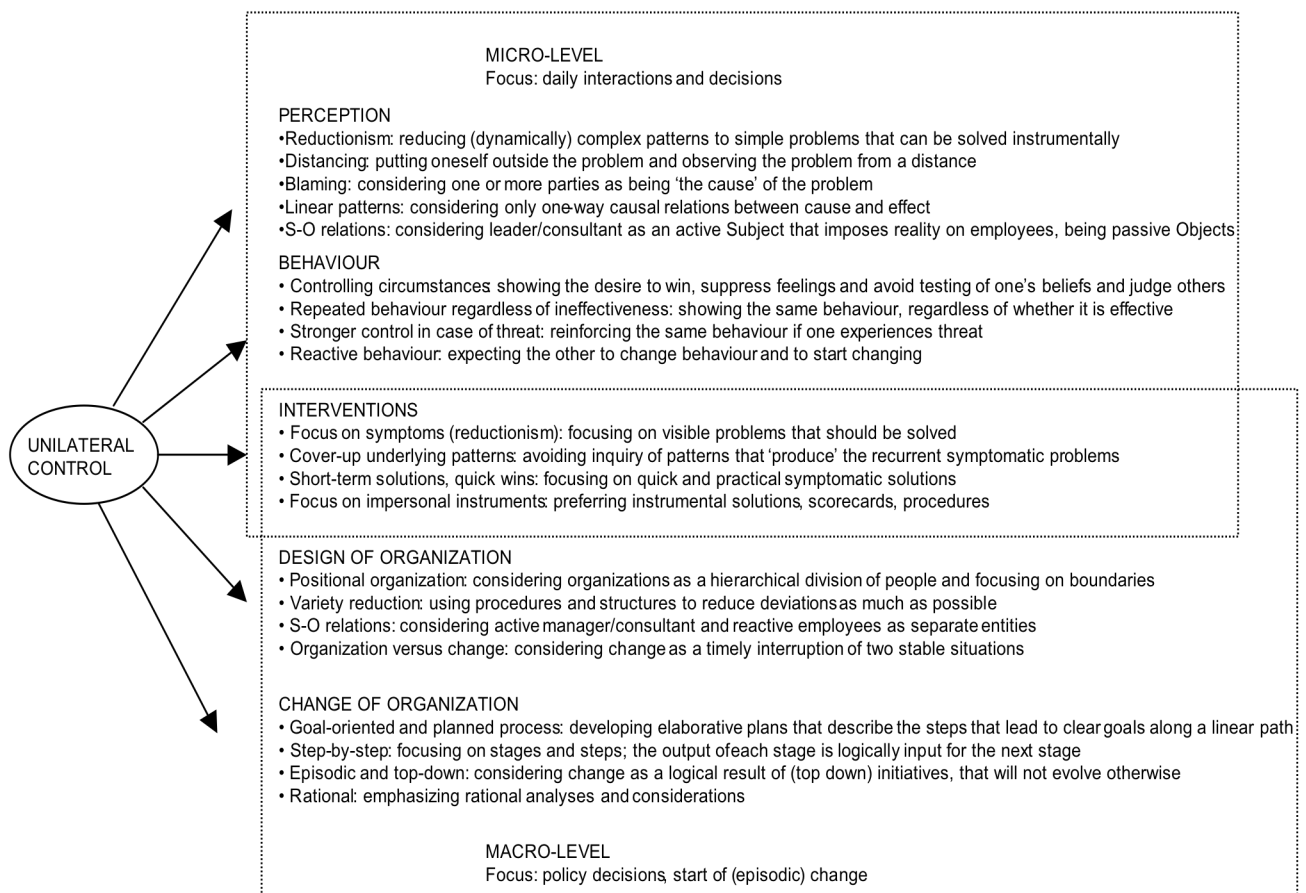 MICRO-LEVEL
Focus: daily interactions and decisions
PERCEPTION
•Reductionism: reducing (dynamically) complex patterns to simple problems that can be solved instrumentally
•Distancing: putting oneself outside the problem and observing the problem from a distance
•Blaming: considering one or more parties as being ‘the cause’ of the problem
•Linear patterns: considering only one-way causal relations between cause and effect
•S-O relations: considering leader/consultant as an active Subject that imposes reality on employees, being passive Objects
BEHAVIOUR
• Controlling circumstances: showing the desire to win, suppress feelings and avoid testing of one’s beliefs and judge others
• Repeated behaviour regardless of ineffectiveness: showing the same behaviour, regardless of whether it is effective
• Stronger control in case of threat: reinforcing the same behaviour if one experiences threat
• Reactive behaviour: expecting the other to change behaviour and to start changing
UNILATERAL
CONTROL
INTERVENTIONS
• Focus on symptoms (reductionism): focusing on visible problems that should be solved
• Cover-up underlying patterns: avoiding inquiry of patterns that ‘produce’ the recurrent symptomatic problems
• Short-term solutions, quick wins: focusing on quick and practical symptomatic solutions
• Focus on impersonal instruments: preferring instrumental solutions, scorecards, procedures
DESIGN OF ORGANIZATION
• Positional organization: considering organizations as a hierarchical division of people and focusing on boundaries
• Variety reduction: using procedures and structures to reduce deviations as much as possible
• S-O relations: considering active manager/consultant and reactive employees as separate entities
• Organization versus change: considering change as a timely interruption of two stable situations
CHANGE OF ORGANIZATION
• Goal-oriented and planned process: developing elaborative plans that describe the steps that lead to clear goals along a linear path
• Step-by-step: focusing on stages and steps; the output of each stage is logically input for the next stage
• Episodic and top-down: considering change as a logical result of (top down) initiatives, that will not evolve otherwise
• Rational: emphasizing rational analyses and considerations
MACRO-LEVEL
Focus: policy decisions, start of (episodic) change